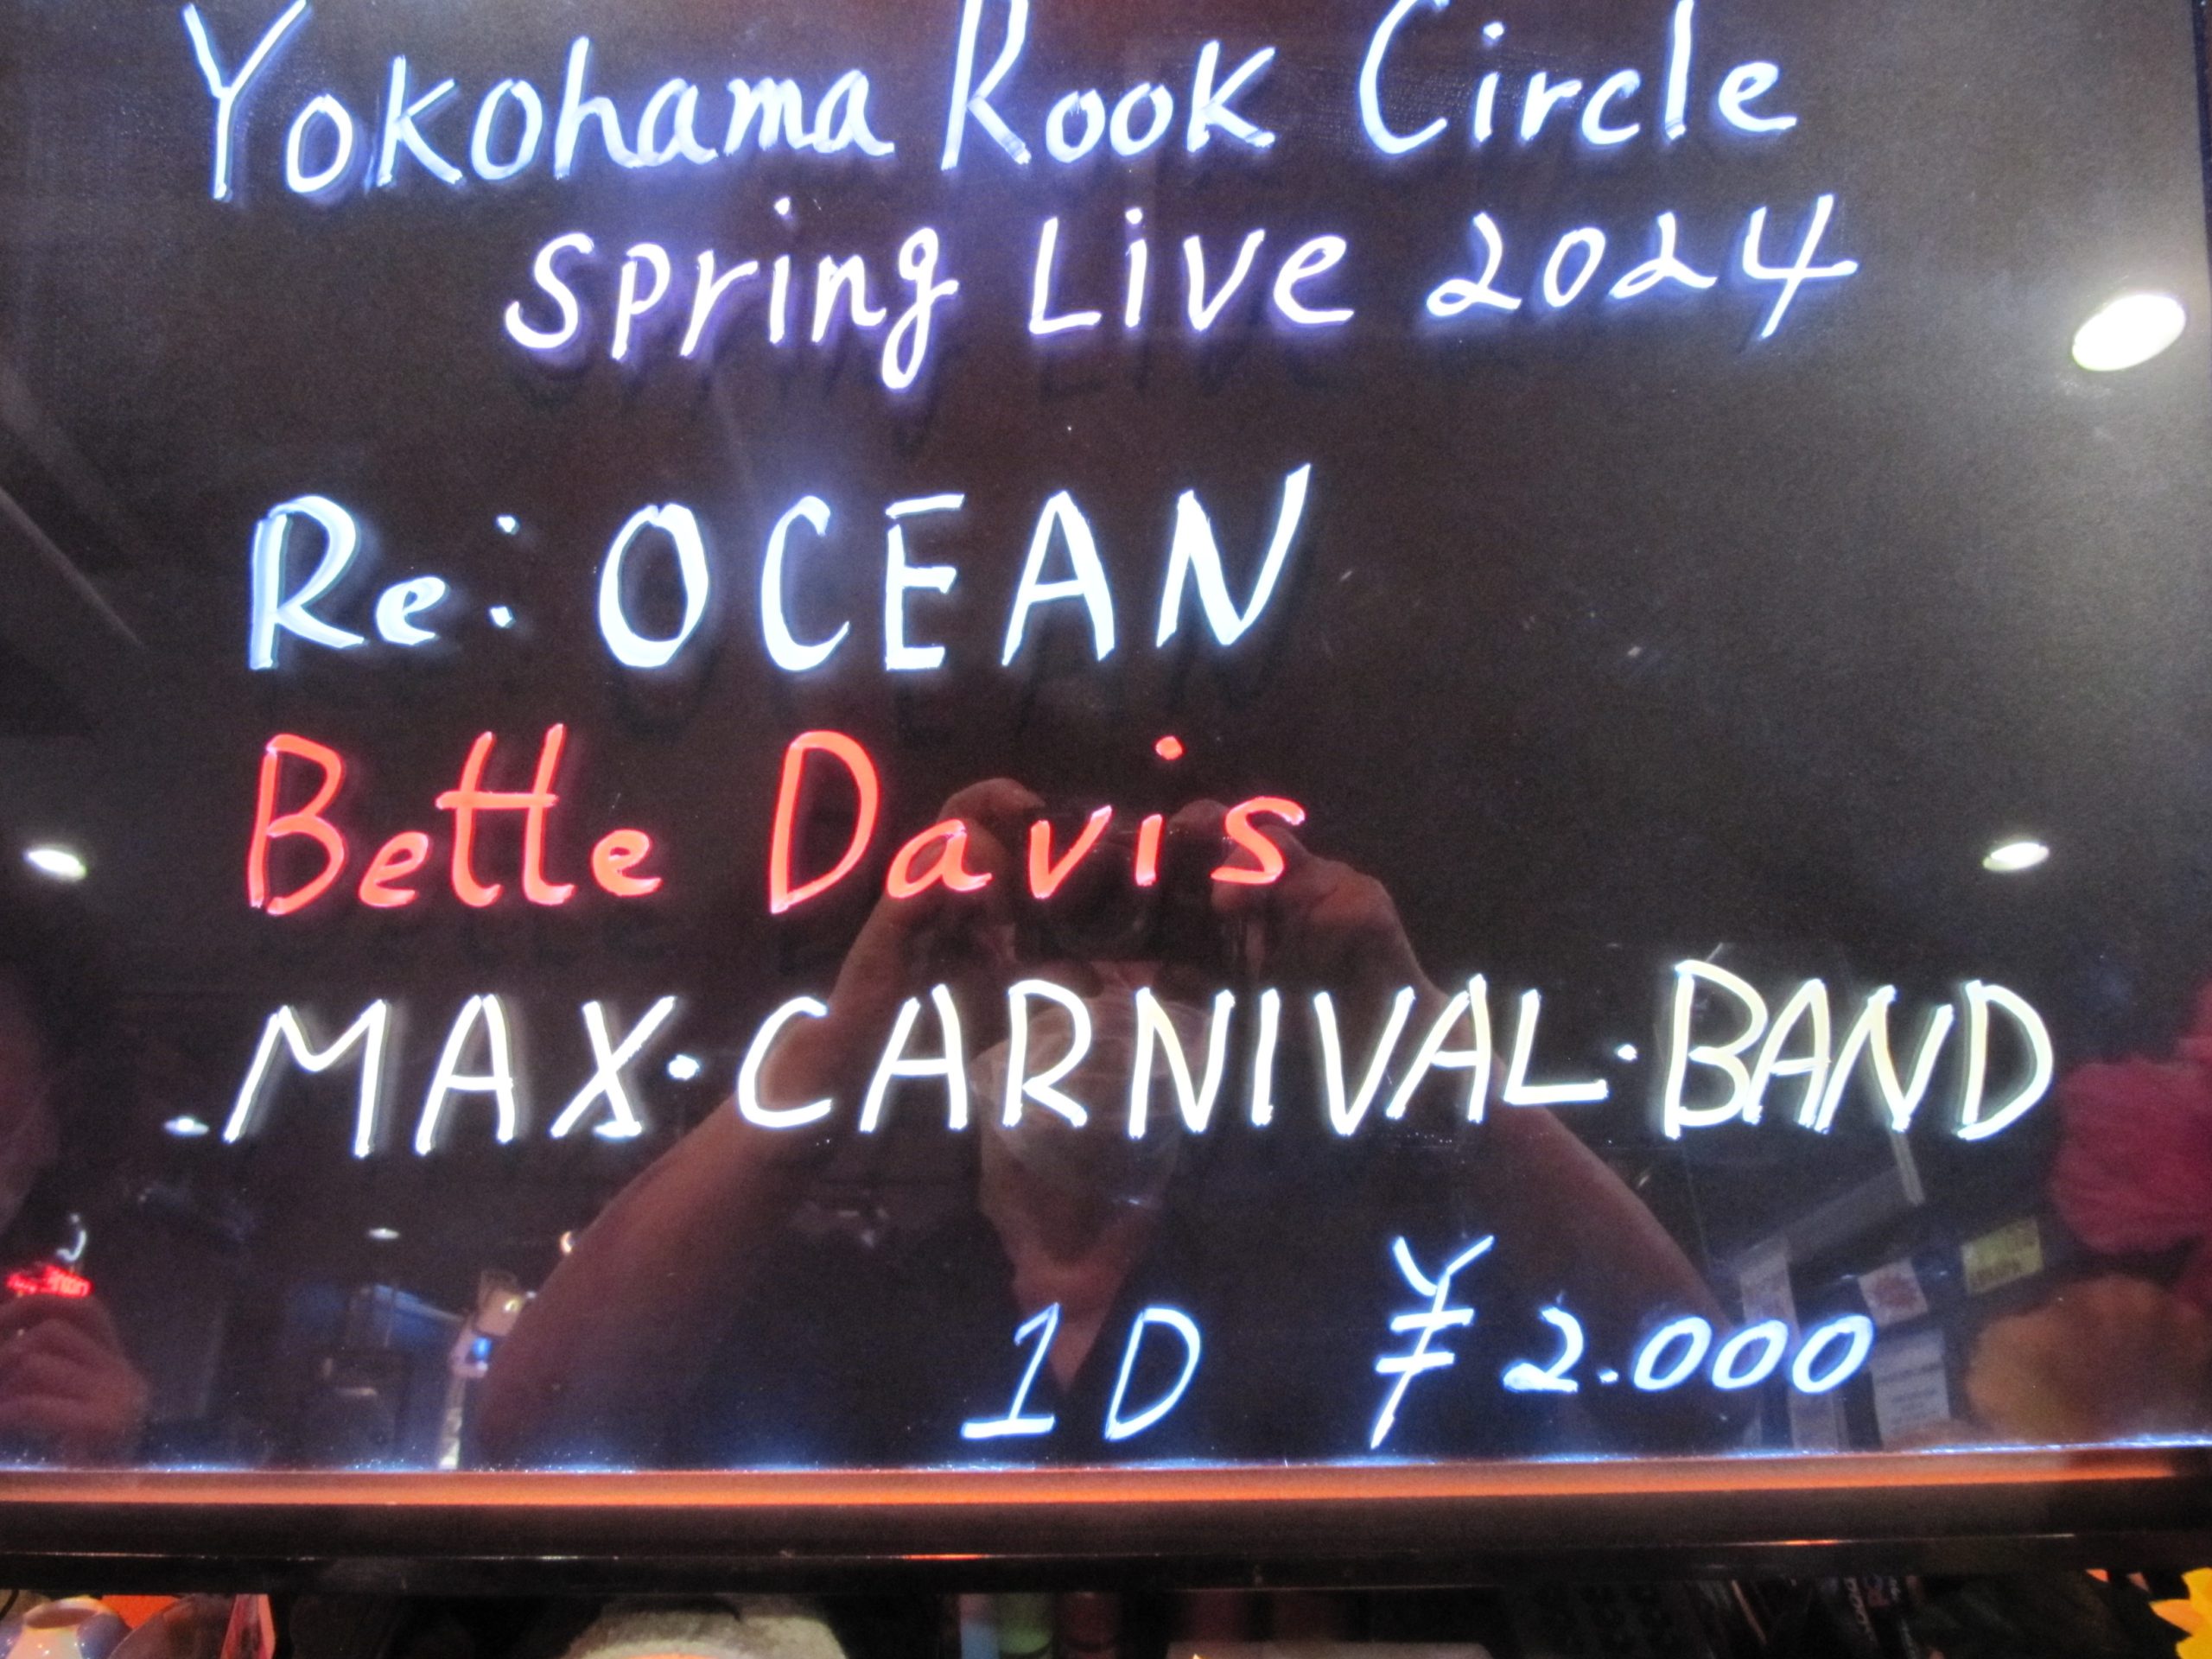 Yokohama Rook Circle
Spring Live 2024
Re: OCEAN
Bette Davis
MAX・CARNIVAL・BAND
1D ¥2.000